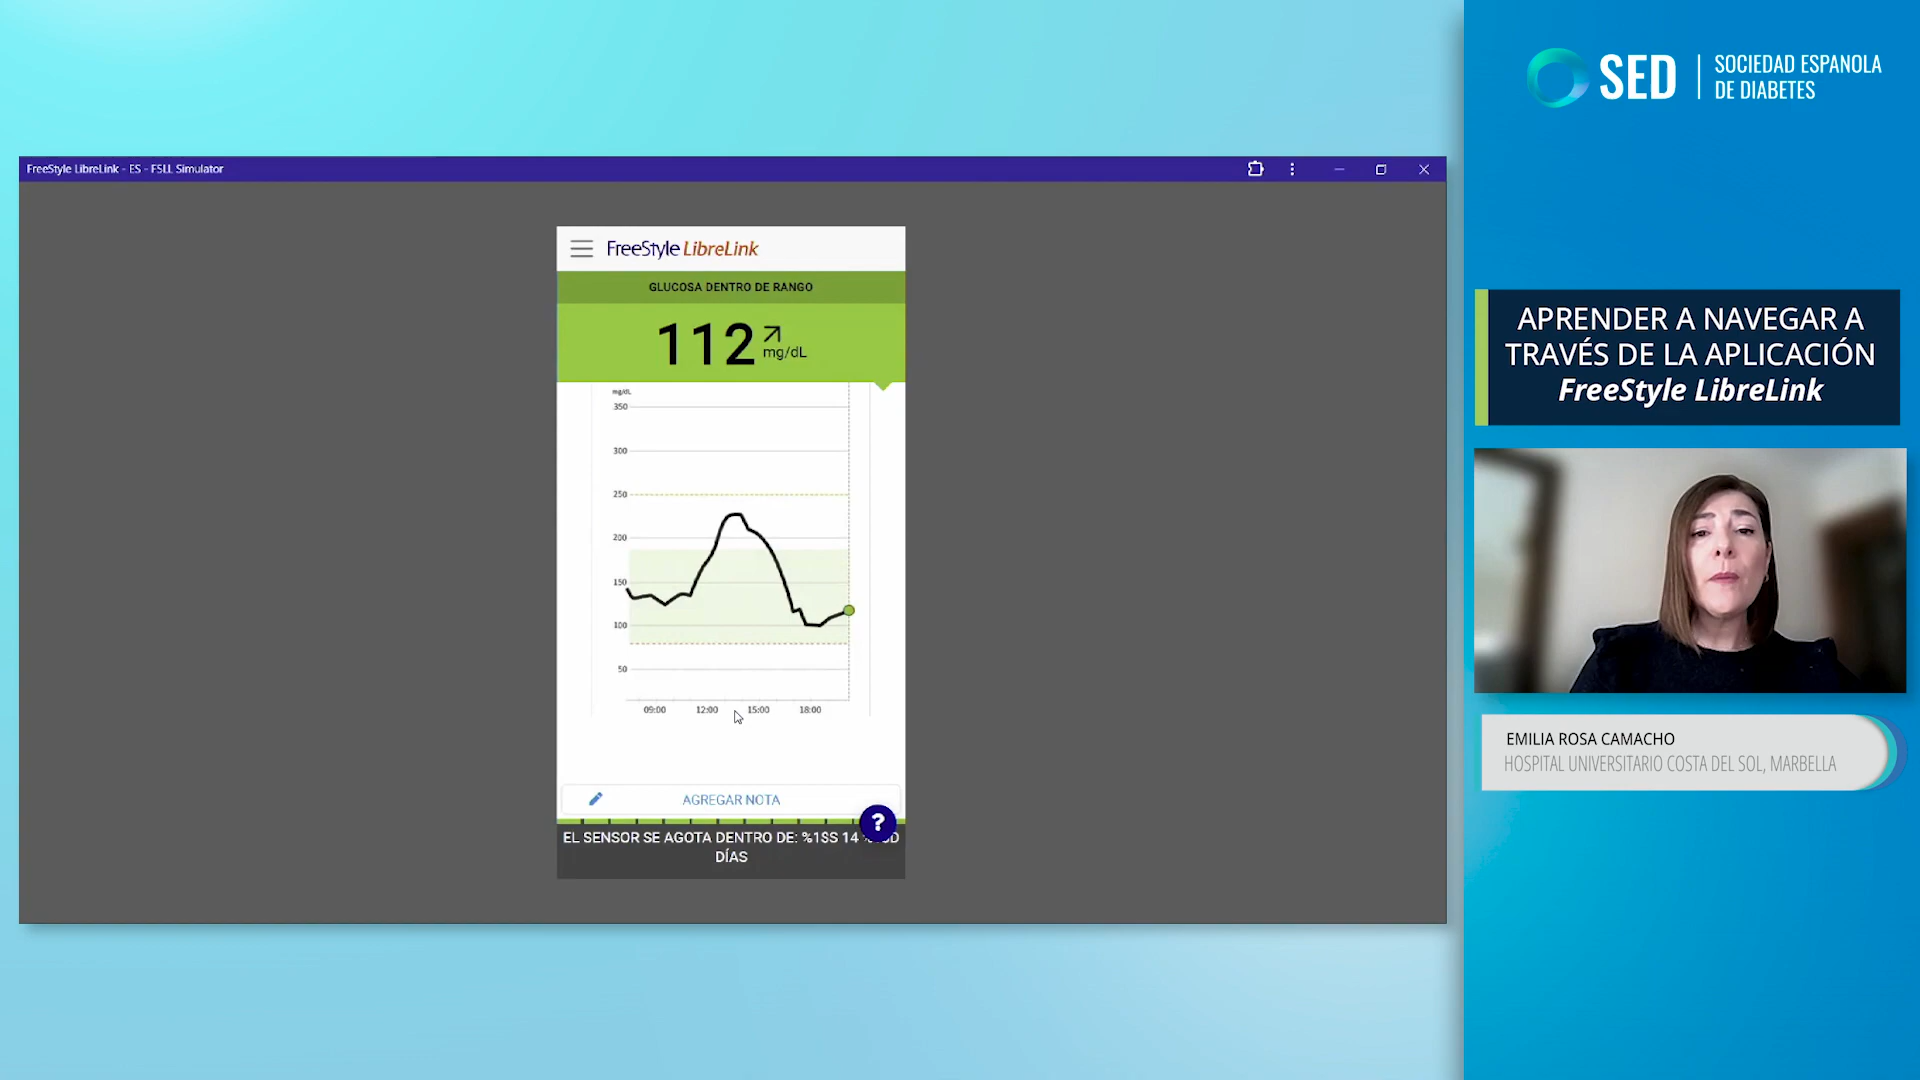 FreeStyle LibreLink - ES - FSLL Simulator
FreeStyle LibreLink
GLUCOSA DENTRO DE RANGO
112
mg/dL
mg/dL
350
300
250
200
150
100
50
09:00 12:00 15:00 18:00
AGREGAR NOTA
?
EL SENSOR SE AGOTA DENTRO DE: %1$S 14
DÍAS
SED
SOCIEDAD ESPAÑOLA
DE DIABETES
APRENDER A NAVEGAR A
TRAVÉS DE LA APLICACIÓN
FreeStyle LibreLink
EMILIA ROSA CAMACHO
HOSPITAL UNIVERSITARIO COSTA DEL SOL, MARBELLA